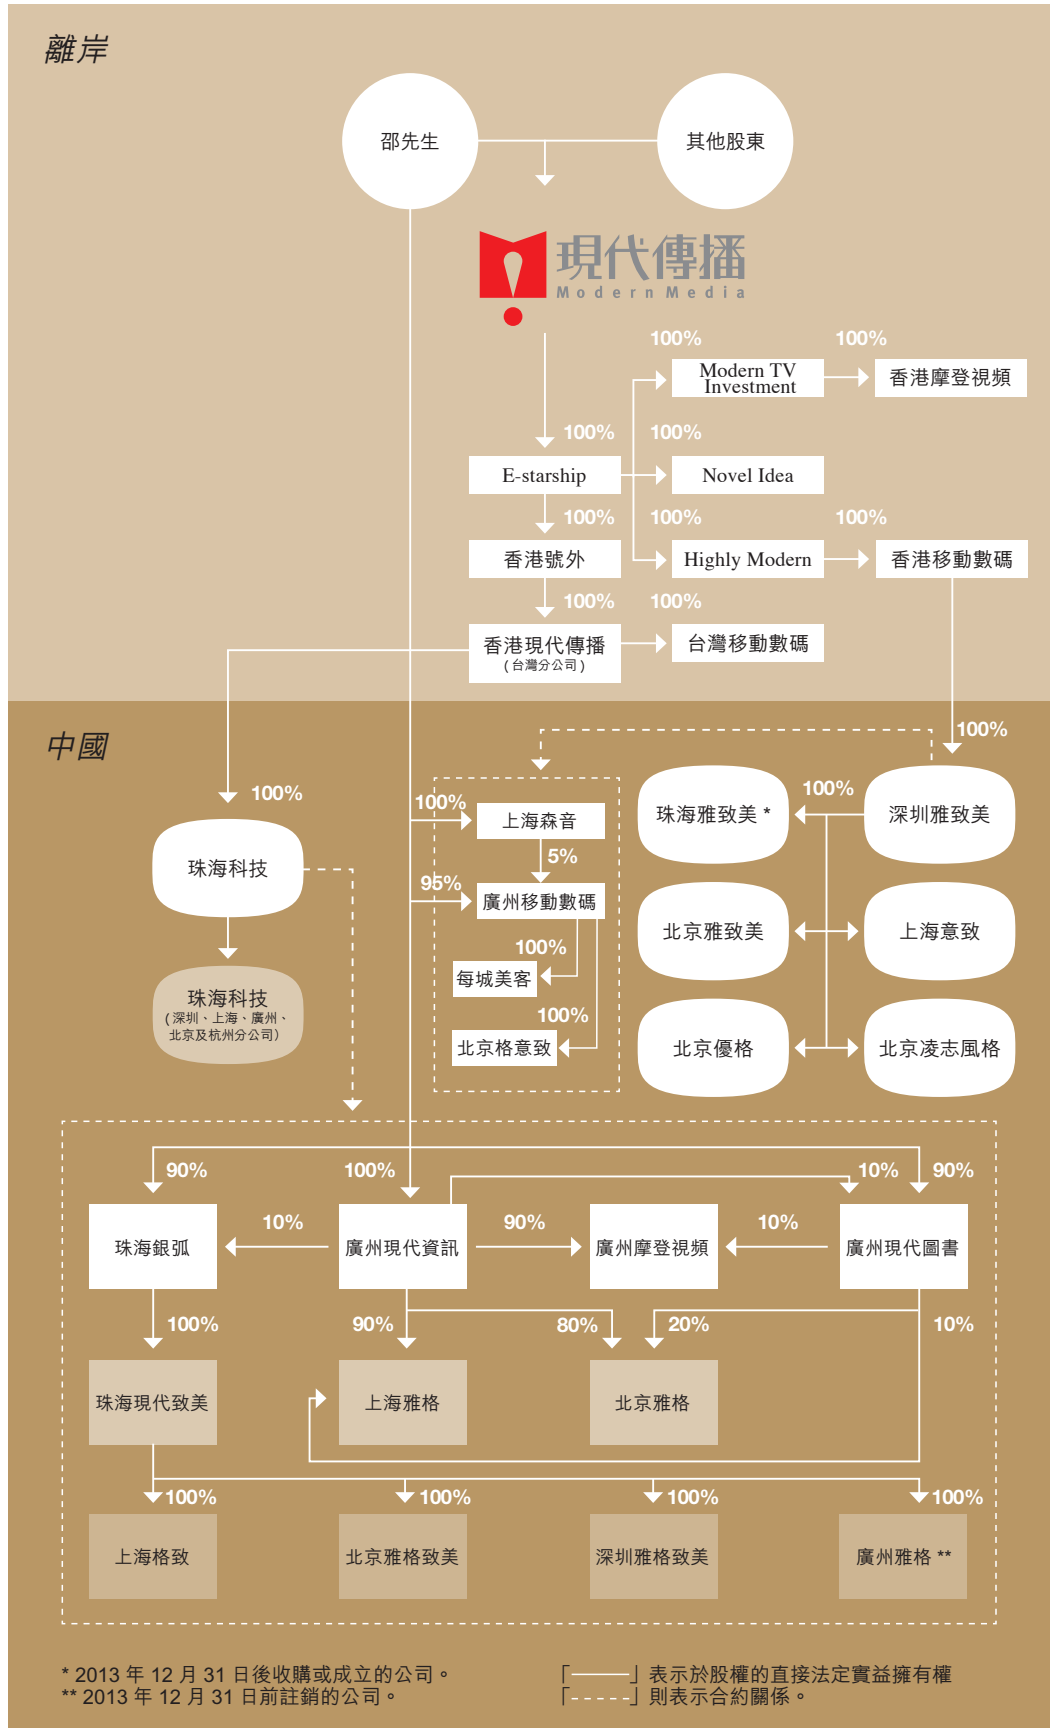 離岸
邵先生
其他股東
現代傳播
Modern Media
100%
100%
Modern TV
Investment
香港摩登視頻
100%
100%
E-starship
Novel Idea
100%
100%
100%
香港號外
Highly Modern
香港移動數碼
100%
100%
香港現代傳播
(台灣分公司)
台灣移動數碼
中國
100%
100%
100%
100%
珠海雅致美 *
深圳雅致美
上海森音
5%
珠海科技
95%
廣州移動數碼
北京雅致美
上海意致
100%
每城美客
珠海科技
(深圳、上海、廣州、
北京及杭州分公司)
100%
北京格意致
北京優格
北京凌志風格
90%
100%
10%
90%
10%
90%
10%
珠海銀弧
廣州現代資訊
廣州摩登視頻
廣州現代圖書
100%
90%
80%
20%
10%
珠海現代致美
上海雅格
北京雅格
100%
100%
100%
100%
上海格致
北京雅格致美
深圳雅格致美
廣州雅格 **
* 2013 年 12 月 31 日後收購或成立的公司。
** 2013 年 12 月 31 日前註銷的公司。
「———」表示於股權的直接法定實益擁有權
「- - - - -」則表示合約關係。